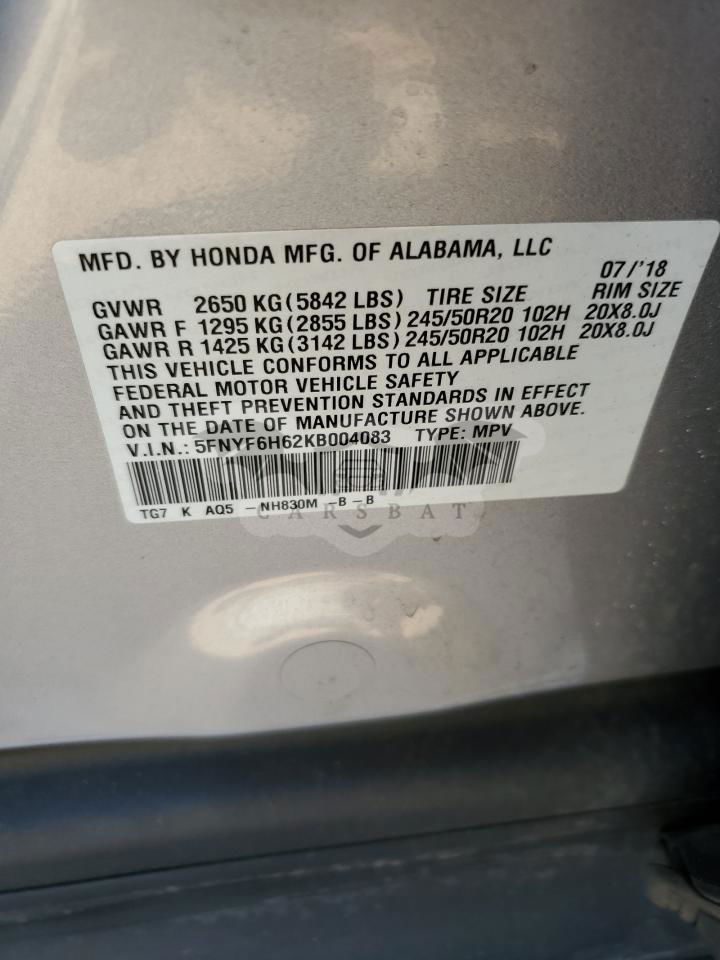 MFD. BY HONDA MFG. OF ALABAMA, LLC
07/'18
GVWR 2650 KG (5842 LBS) TIRE SIZE RIM SIZE
GAWR F 1295 KG (2855 LBS) 245/50R20 102H 20X8.0J
GAWR R 1425 KG (3142 LBS) 245/50R20 102H 20X8.0J
THIS VEHICLE CONFORMS TO ALL APPLICABLE
FEDERAL MOTOR VEHICLE SAFETY
AND THEFT PREVENTION STANDARDS IN EFFECT
ON THE DATE OF MANUFACTURE SHOWN ABOVE.
V.I.N.: 5FNYF6H62KB004083 TYPE: MPV
TG7 K AQ5 - NH830M - B - B
CARSBAT